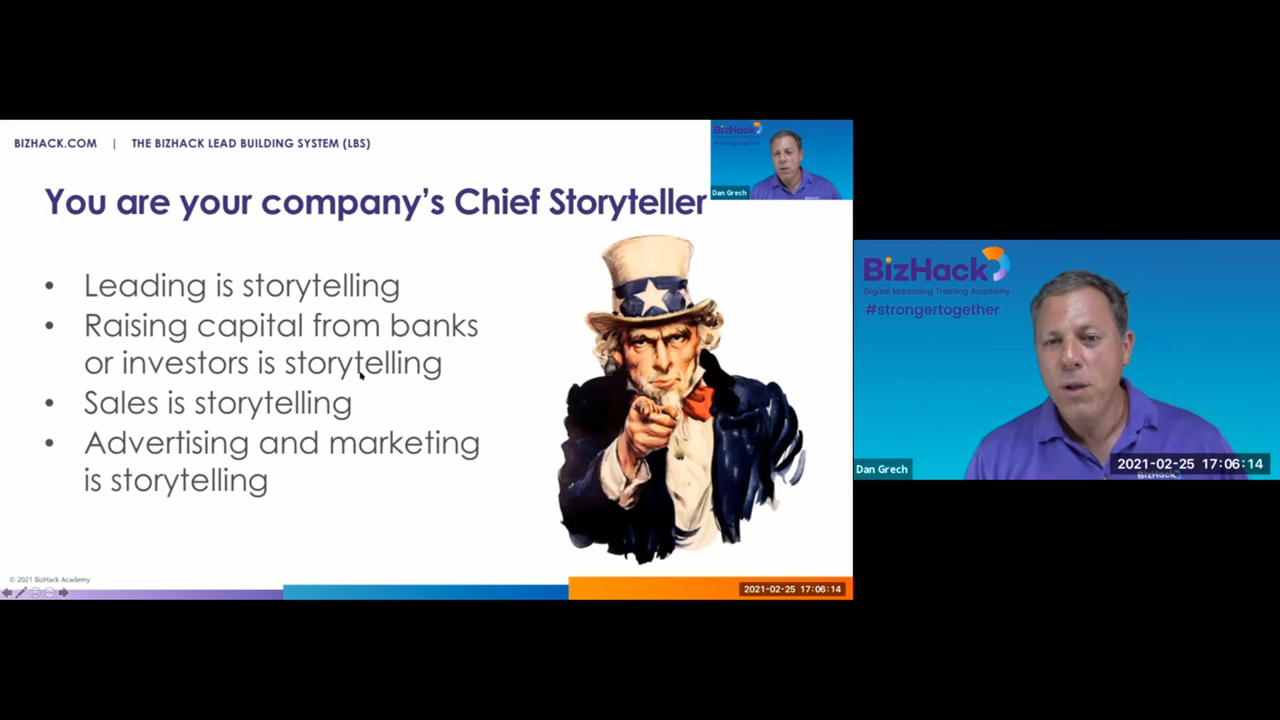 BIZHACK.COM | THE BIZHACK LEAD BUILDING SYSTEM (LBS)
BizHack
#strongertogether
Dan Grech
You are your company's Chief Storyteller
• Leading is storytelling
• Raising capital from banks
or investors is storytelling
• Sales is storytelling
• Advertising and marketing
is storytelling
© 2021 BizHack Academy
2021-02-25 17:06:14
BizHack
Digital Marketing Training Academy
#strongertogether
Dan Grech
2021-02-25 17:06:14
BizHack